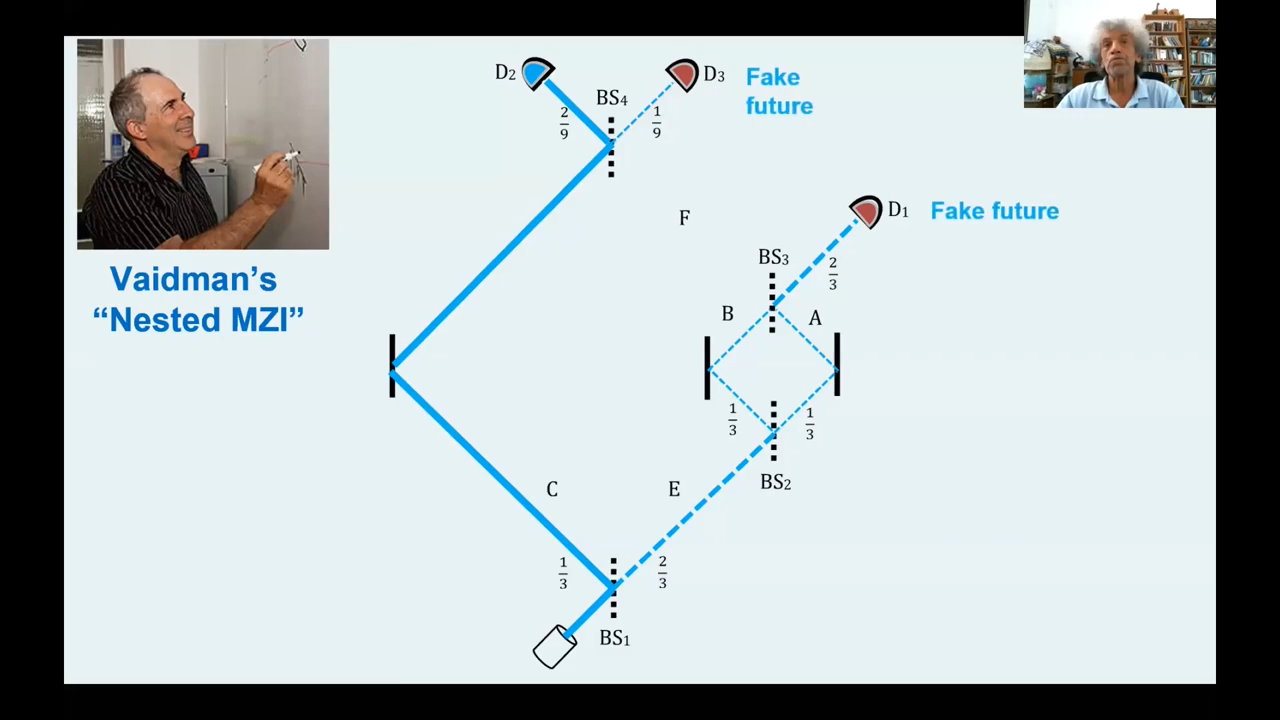 D2
BS4
D3
Fake
future
2/9
1/9
F
D1
Fake future
BS3
2/3
Vaidman's
"Nested MZI"
B
A
1/3
1/3
BS2
C
E
1/3
2/3
BS1